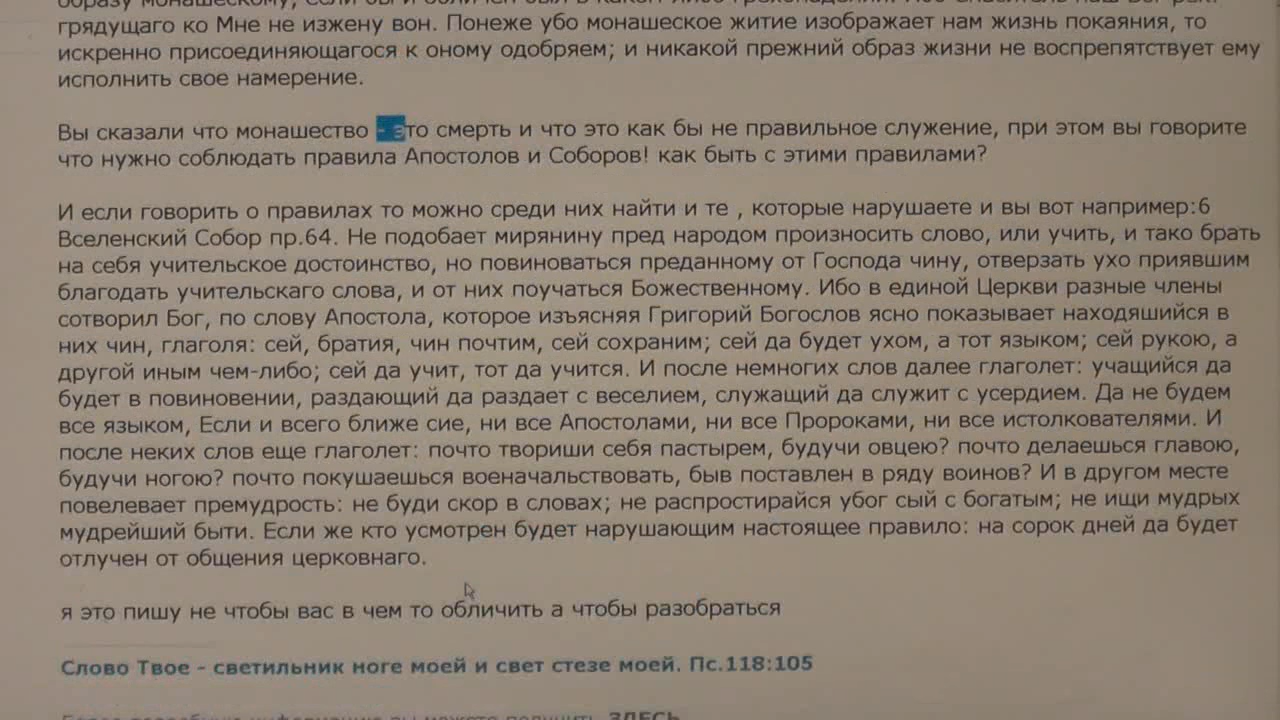 грядущаго ко Мне не изжену вон. Понеже убо монашеское житие изображает нам жизнь покаяния, то
искренно присоединяющагося к оному одобряем; и никакой прежний образ жизни не воспрепятствует ему
исполнить свое намерение.
Вы сказали что монашество - это смерть и что это как бы не правильное служение, при этом вы говорите
что нужно соблюдать правила Апостолов и Соборов! как быть с этими правилами?
И если говорить о правилах то можно среди них найти и те , которые нарушаете и вы вот например:6
Вселенский Собор пр.64. Не подобает мирянину пред народом произносить слово, или учить, и тако брать
на себя учительское достоинство, но повиноваться преданному от Господа чину, отверзать ухо приявшим
благодать учительскаго слова, и от них поучаться Божественному. Ибо в единой Церкви разные члены
сотворил Бог, по слову Апостола, которое изъясняя Григорий Богослов ясно показывает находяшийся в
них чин, глаголя: сей, братия, чин почтим, сей сохраним; сей да будет ухом, а тот языком; сей рукою, а
другой иным чем-либо; сей да учит, тот да учится. И после немногих слов далее глаголет: учащийся да
будет в повиновении, раздающий да раздает с веселием, служащий да служит с усердием. Да не будем
все языком, Если и всего ближе сие, ни все Апостолами, ни все Пророками, ни все истолкователями. И
после неких слов еще глаголет: почто твориши себя пастырем, будучи овцею? почто делаешься главою,
будучи ногою? почто покушаешься военачальствовать, быв поставлен в ряду воинов? И в другом месте
повелевает премудрость: не буди скор в словах; не распростирайся убог сый с богатым; не ищи мудрых
мудрейший быти. Если же кто усмотрен будет нарушающим настоящее правило: на сорок дней да будет
отлучен от общения церковнаго.
я это пишу не чтобы вас в чем то обличить а чтобы разобраться
Слово Твое - светильник ноге моей и свет стезе моей. Пс.118:105